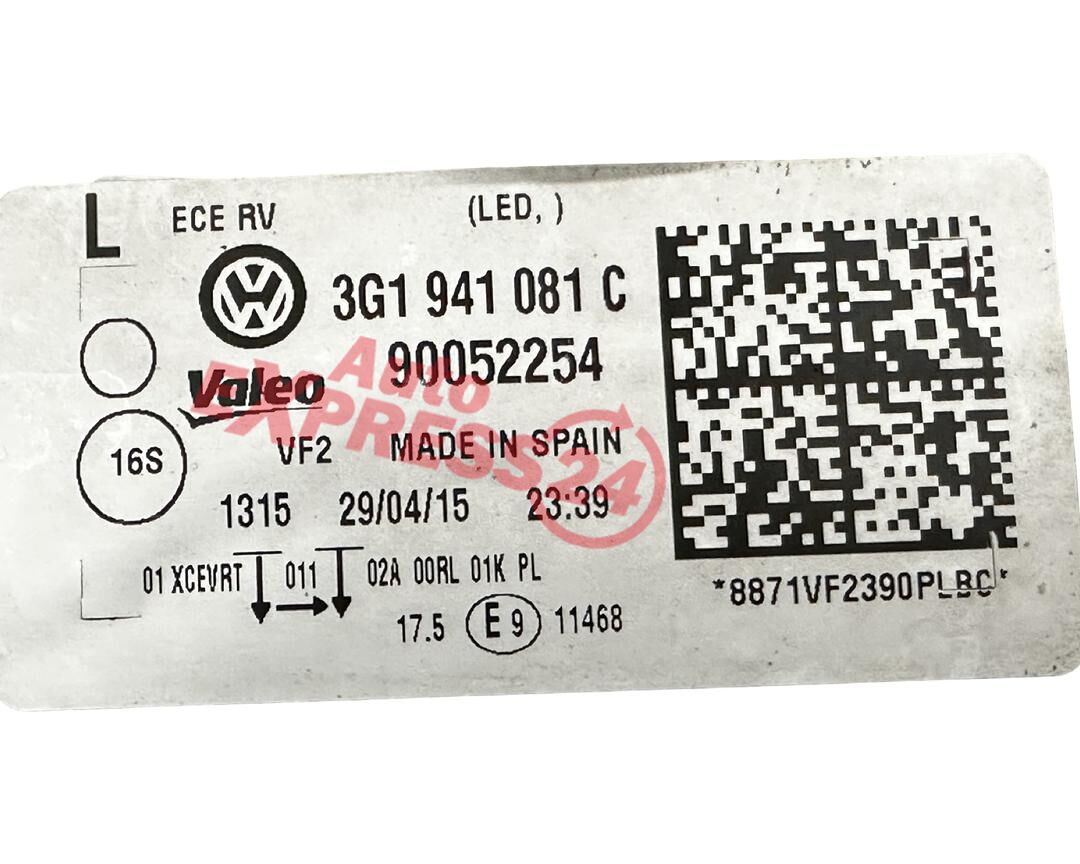 L ECE RV (LED, )
3G1 941 081 C
90052254
Valeo
Auto
EXPRESS24
16S VF2 MADE IN SPAIN
1315 29/04/15 23:39
01 XCEVRT 011 02A 00RL 01K PL
17.5 E 9 11468
*8871VF2390PLBC*